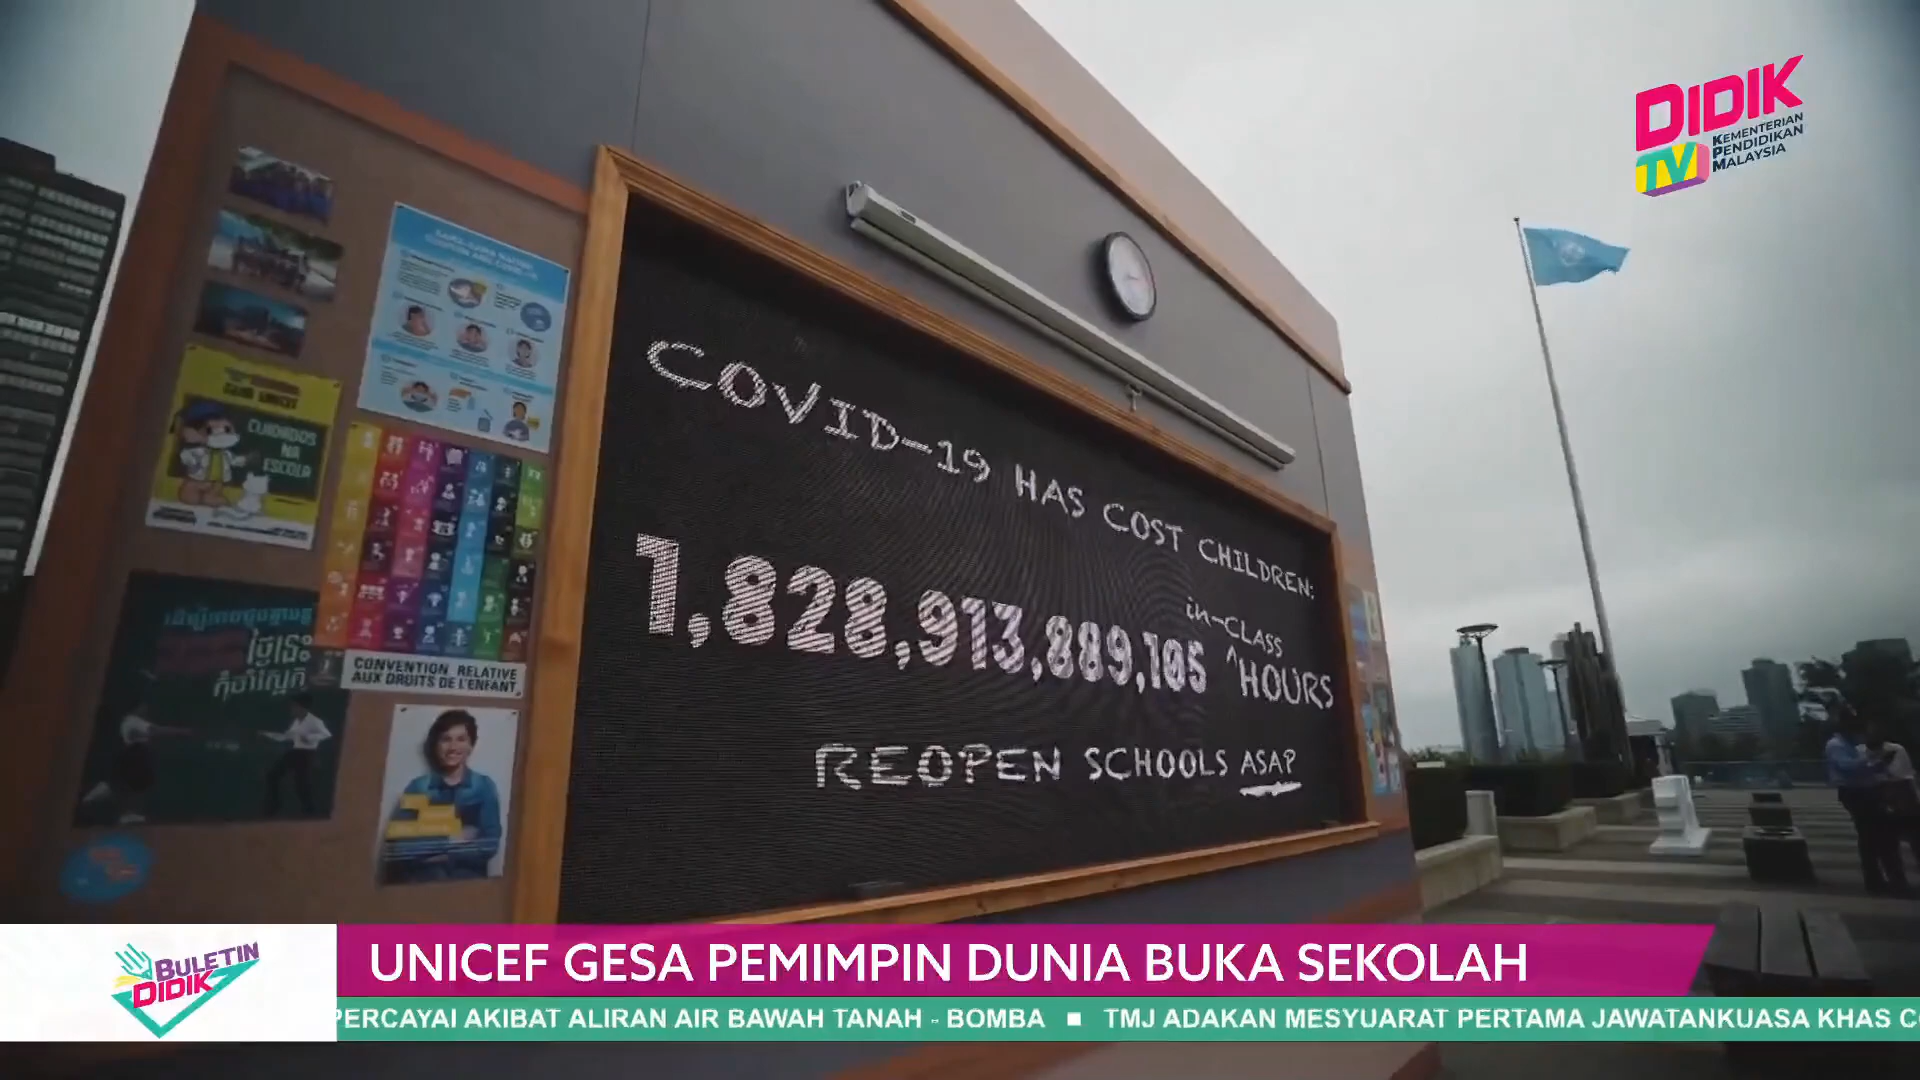 DIDIK
TV
KEMENTERIAN
PENDIDIKAN
MALAYSIA
CUIDADOS
NA
ESCOLA
CONVENTION RELATIVE
AUX DROITS DE L'ENFANT
COVID-19 HAS COST CHILDREN:
1,828,913,889,105
in-CLASS
^HOURS
REOPEN SCHOOLS ASAP
BULETIN
DIDIK
UNICEF GESA PEMIMPIN DUNIA BUKA SEKOLAH
PERCAYAI AKIBAT ALIRAN AIR BAWAH TANAH - BOMBA ■ TMJ ADAKAN MESYUARAT PERTAMA JAWATANKUASA KHAS